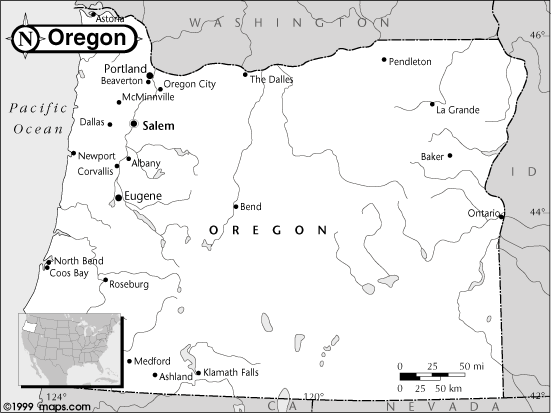 WASHINGTON
Astoria
N Oregon
46°
Portland
Pendleton
Beaverton
Oregon City
The Dalles
McMinnville
Pacific
Ocean
La Grande
Dallas
Salem
Newport
Albany
Baker
Corvallis
ID
Eugene
Bend
Ontario
44°
OREGON
North Bend
Coos Bay
Roseburg
Medford
Klamath Falls
Ashland
0 25 50 mi
0 25 50 km
124°
120°
42°
©1999 maps.com
CA
NEVADA